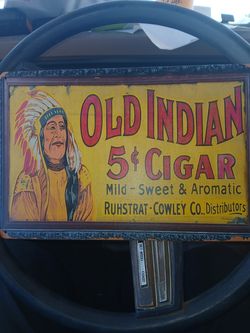 OLD INDIAN
5¢ CIGAR
Mild - Sweet & Aromatic
RUHSTRAT - COWLEY CO. Distributors